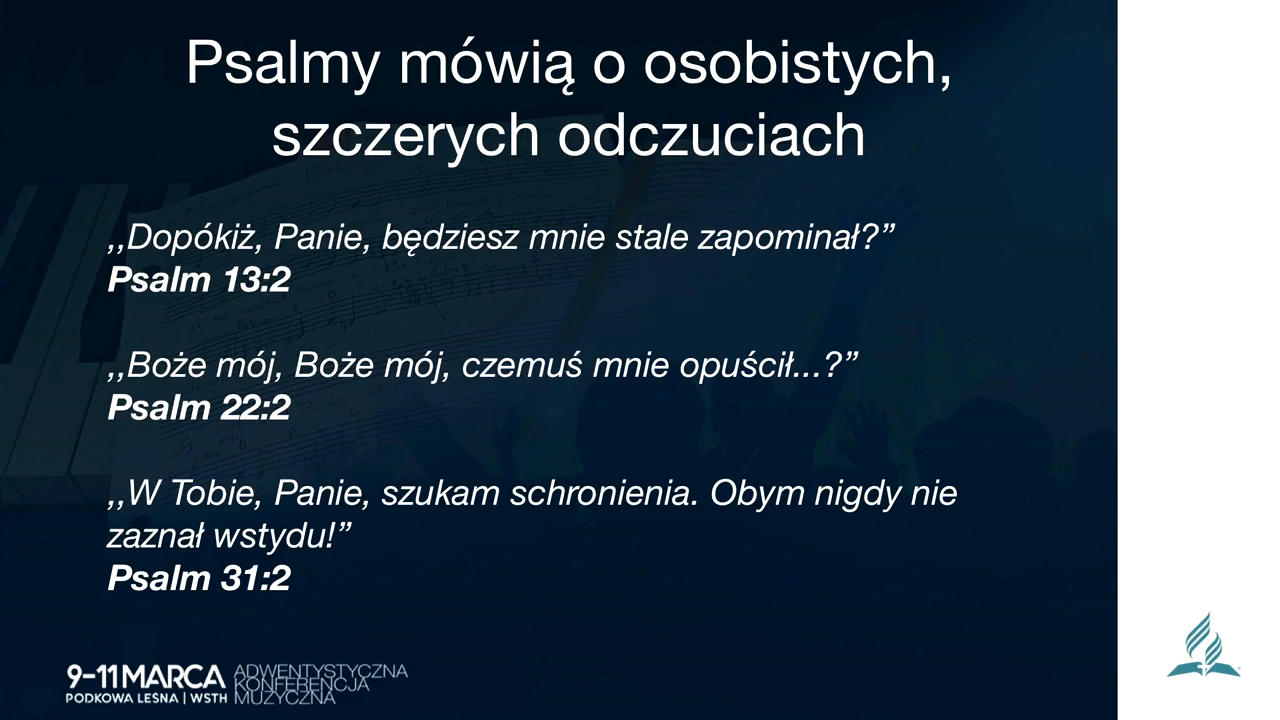 Psalmy mówią o osobistych,
szczerych odczuciach
,,Dopókiż, Panie, będziesz mnie stale zapominał?”
Psalm 13:2
,,Boże mój, Boże mój, czemuś mnie opuścił...?”
Psalm 22:2
,,W Tobie, Panie, szukam schronienia. Obym nigdy nie
zaznał wstydu!”
Psalm 31:2
9-11 MARCA
PODKOWA LEŚNA | WSTH
ADWENTYSTYCZNA
KONFERENCJA
MUZYCZNA